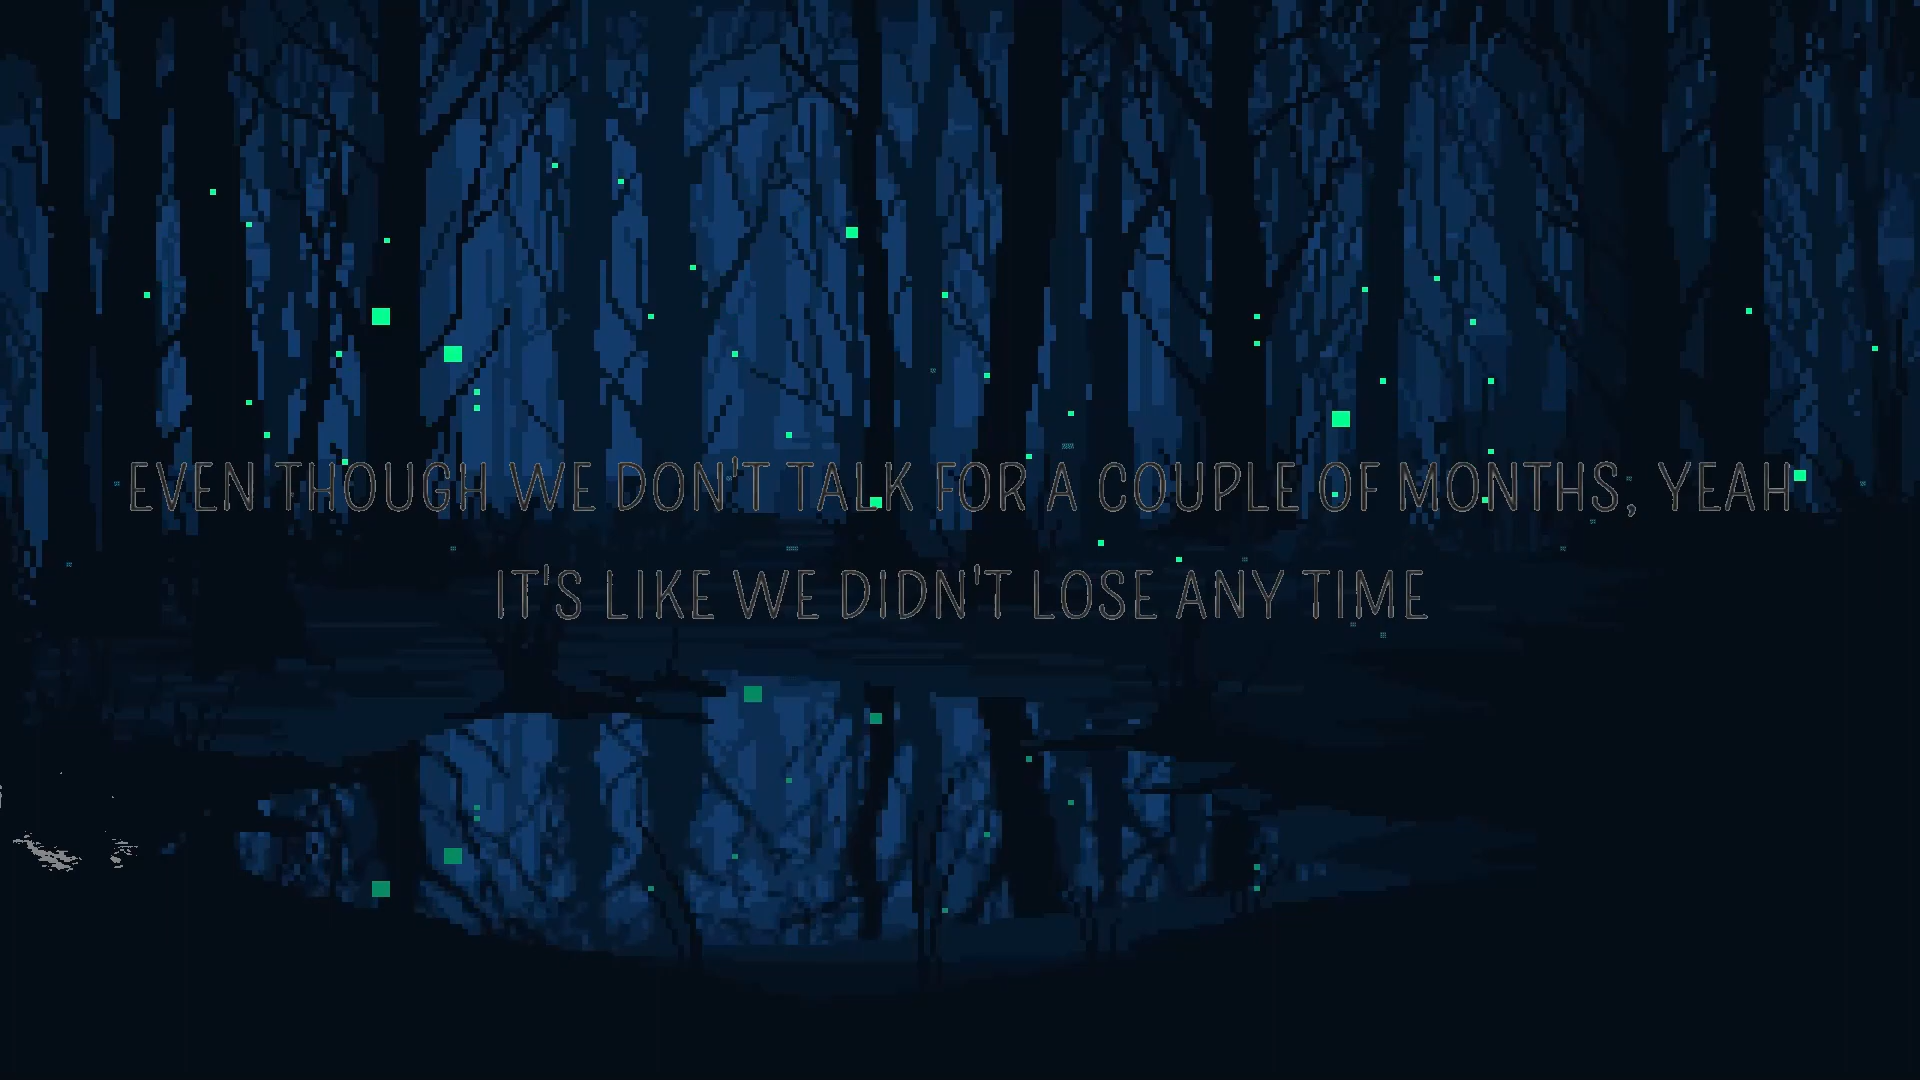 EVEN THOUGH WE DON'T TALK FOR A COUPLE OF MONTHS, YEAH
IT'S LIKE WE DIDN'T LOSE ANY TIME